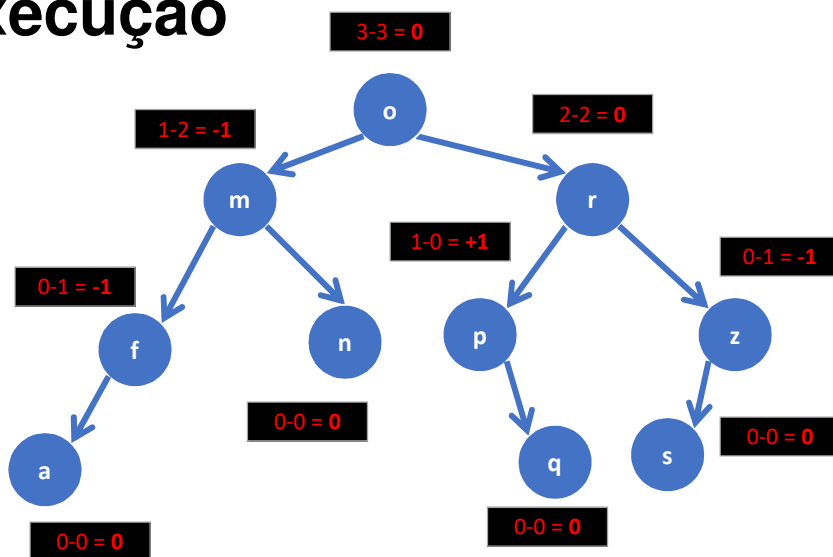 xecução
3-3 = 0
o
1-2 = -1
2-2 = 0
m
r
1-0 = +1
0-1 = -1
0-1 = -1
f
n
p
z
0-0 = 0
0-0 = 0
a
q
s
0-0 = 0
0-0 = 0